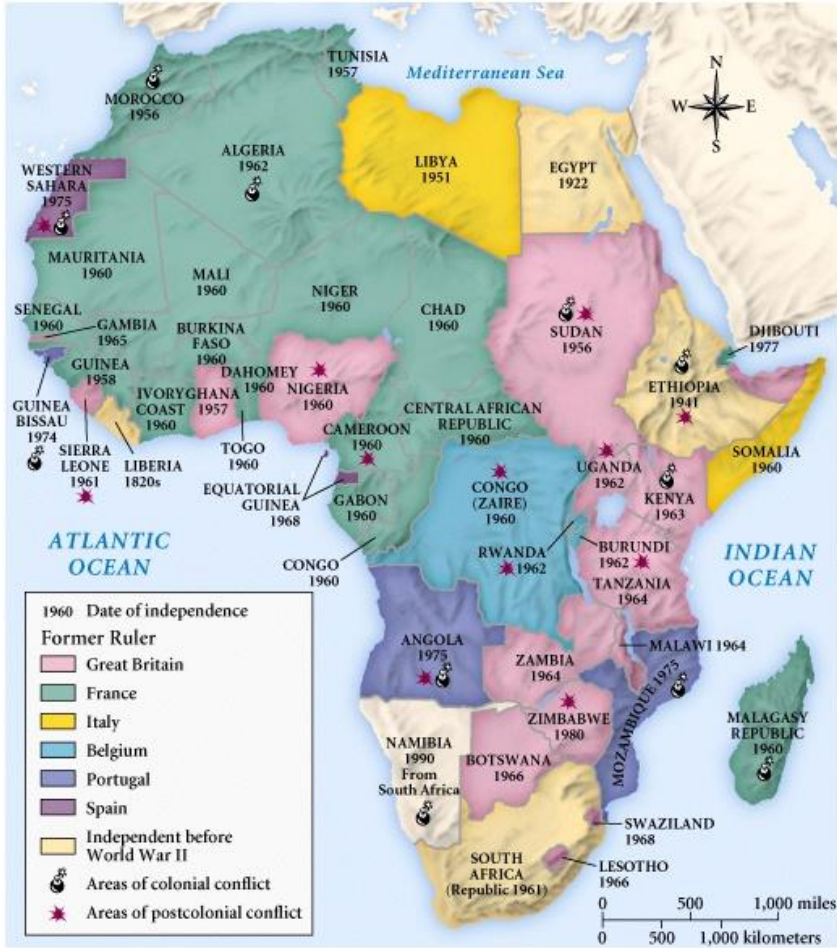 TUNISIA
1957
Mediterranean Sea
N
W
E
S
MOROCCO
1956
ALGERIA
1962
LIBYA
1951
EGYPT
1922
WESTERN
SAHARA
1975
MAURITANIA
1960
MALI
1960
NIGER
1960
CHAD
1960
SUDAN
1956
DJIBOUTI
1977
SENEGAL
1960
GAMBIA
1965
BURKINA
FASO
1960
GUINEA
1958
DAHOMEY
1960
NIGERIA
1960
ETHIOPIA
1941
GUINEA
BISSAU
1974
IVORY
COAST
1960
GHANA
1957
CAMEROON
1960
CENTRAL AFRICAN
REPUBLIC
1960
SIERRA
LEONE
1961
LIBERIA
1820s
TOGO
1960
SOMALIA
1960
UGANDA
1962
KENYA
1963
EQUATORIAL
GUINEA
1968
GABON
1960
CONGO
(ZAIRE)
1960
ATLANTIC
OCEAN
CONGO
1960
RWANDA
1962
BURUNDI
1962
TANZANIA
1964
INDIAN
OCEAN
ANGOLA
1975
ZAMBIA
1964
MALAWI 1964
MOZAMBIQUE 1975
ZIMBABWE
1980
MALAGASY
REPUBLIC
1960
NAMIBIA
1990
From
South Africa
BOTSWANA
1966
SWAZILAND
1968
SOUTH
AFRICA
(Republic 1961)
LESOTHO
1966
1960 Date of independence
Former Ruler
Great Britain
France
Italy
Belgium
Portugal
Spain
Independent before
World War II
Areas of colonial conflict
Areas of postcolonial conflict
0 500 1,000 miles
0 500 1,000 kilometers